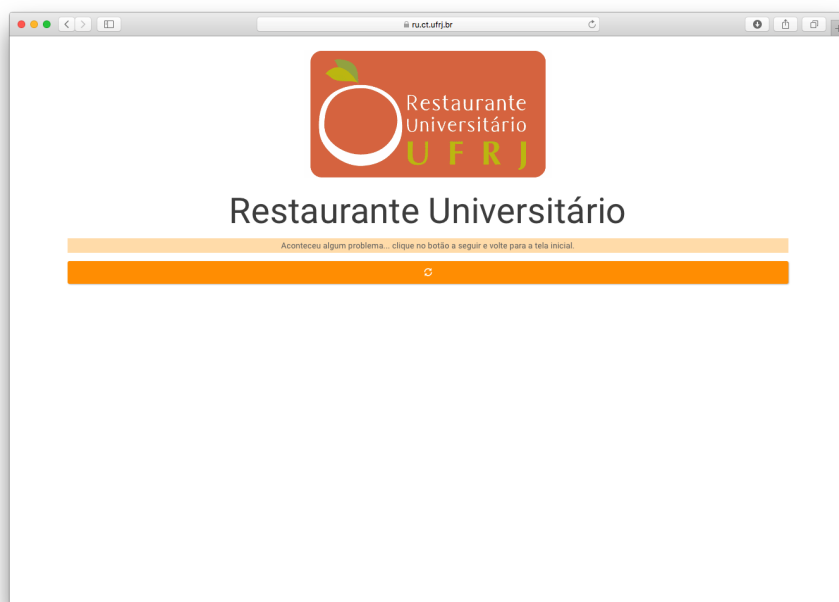 ru.ct.ufrj.br
Restaurante
Universitário
UFRJ
Restaurante Universitário
Aconteceu algum problema... clique no botão a seguir e volte para a tela inicial.